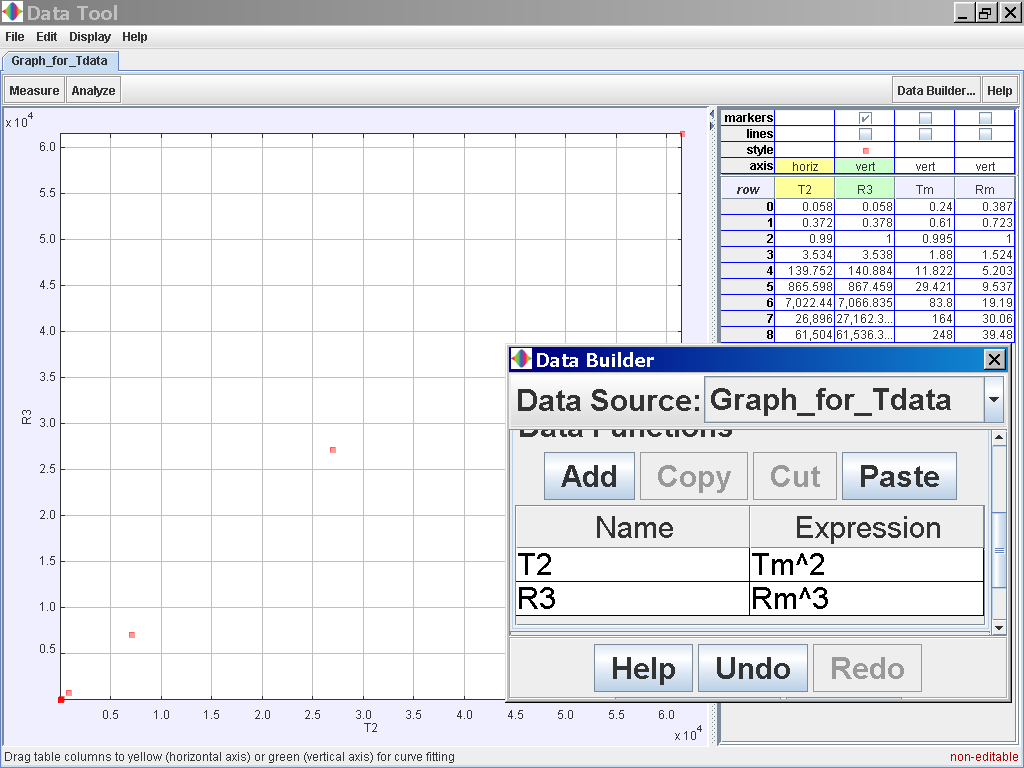 Data Tool
File Edit Display Help
Graph_for_Tdata
Measure Analyze Data Builder... Help
x 10^4
6.0
5.5
5.0
4.5
4.0
3.5
3.0
2.5
2.0
1.5
1.0
0.5
R3
0.5 1.0 1.5 2.0 2.5 3.0 3.5 4.0 4.5 5.0 5.5 6.0
T2
x 10^4
markers
lines
style
axis horiz vert vert vert
row T2 R3 Tm Rm
0 0.058 0.058 0.24 0.387
1 0.372 0.378 0.61 0.723
2 0.99 1 0.995 1
3 3.534 3.538 1.88 1.524
4 139.752 140.884 11.822 5.203
5 865.598 867.459 29.421 9.537
6 7,022.44 7,066.835 83.8 19.19
7 26,896 27,162.3... 164 30.06
8 61,504 61,536.3... 248 39.48
Data Builder
Data Source: Graph_for_Tdata
Data Functions
Add Copy Cut Paste
Name Expression
T2 Tm^2
R3 Rm^3
Help Undo Redo
Drag table columns to yellow (horizontal axis) or green (vertical axis) for curve fitting
non-editable